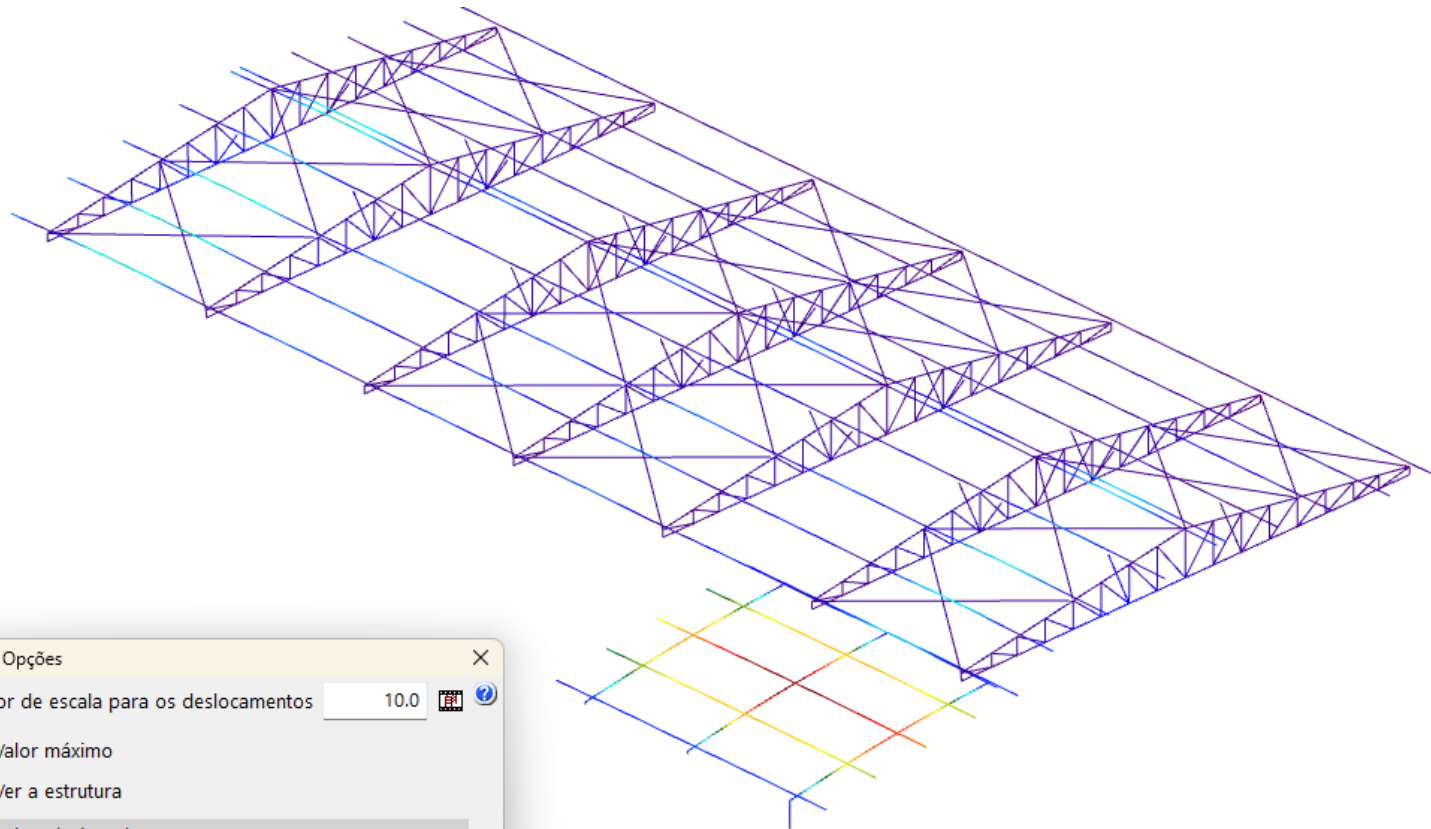 Opções
or de escala para os deslocamentos 10.0
Valor máximo
Ver a estrutura